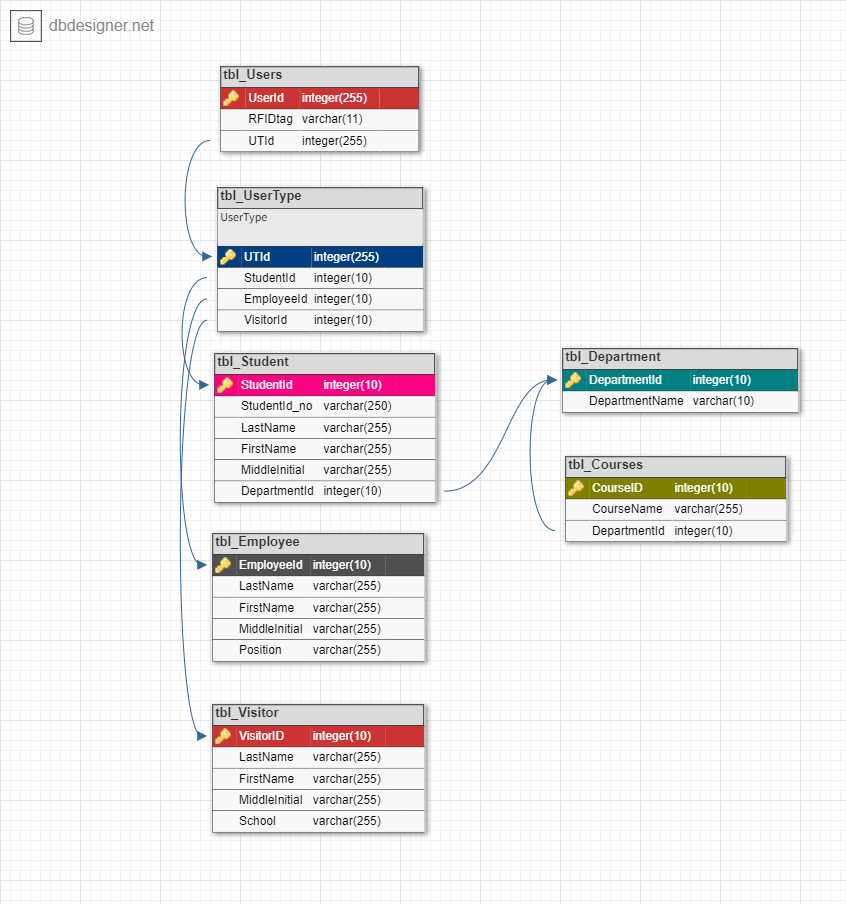 dbdesigner.net
tbl_Users
UserId integer(255)
RFIDtag varchar(11)
UTId integer(255)
tbl_UserType
UserType
UTId integer(255)
StudentId integer(10)
EmployeeId integer(10)
VisitorId integer(10)
tbl_Student
StudentId integer(10)
StudentId_no varchar(250)
LastName varchar(255)
FirstName varchar(255)
MiddleInitial varchar(255)
DepartmentId integer(10)
tbl_Department
DepartmentId integer(10)
DepartmentName varchar(10)
tbl_Courses
CourseID integer(10)
CourseName varchar(255)
DepartmentId integer(10)
tbl_Employee
EmployeeId integer(10)
LastName varchar(255)
FirstName varchar(255)
MiddleInitial varchar(255)
Position varchar(255)
tbl_Visitor
VisitorID integer(10)
LastName varchar(255)
FirstName varchar(255)
MiddleInitial varchar(255)
School varchar(255)